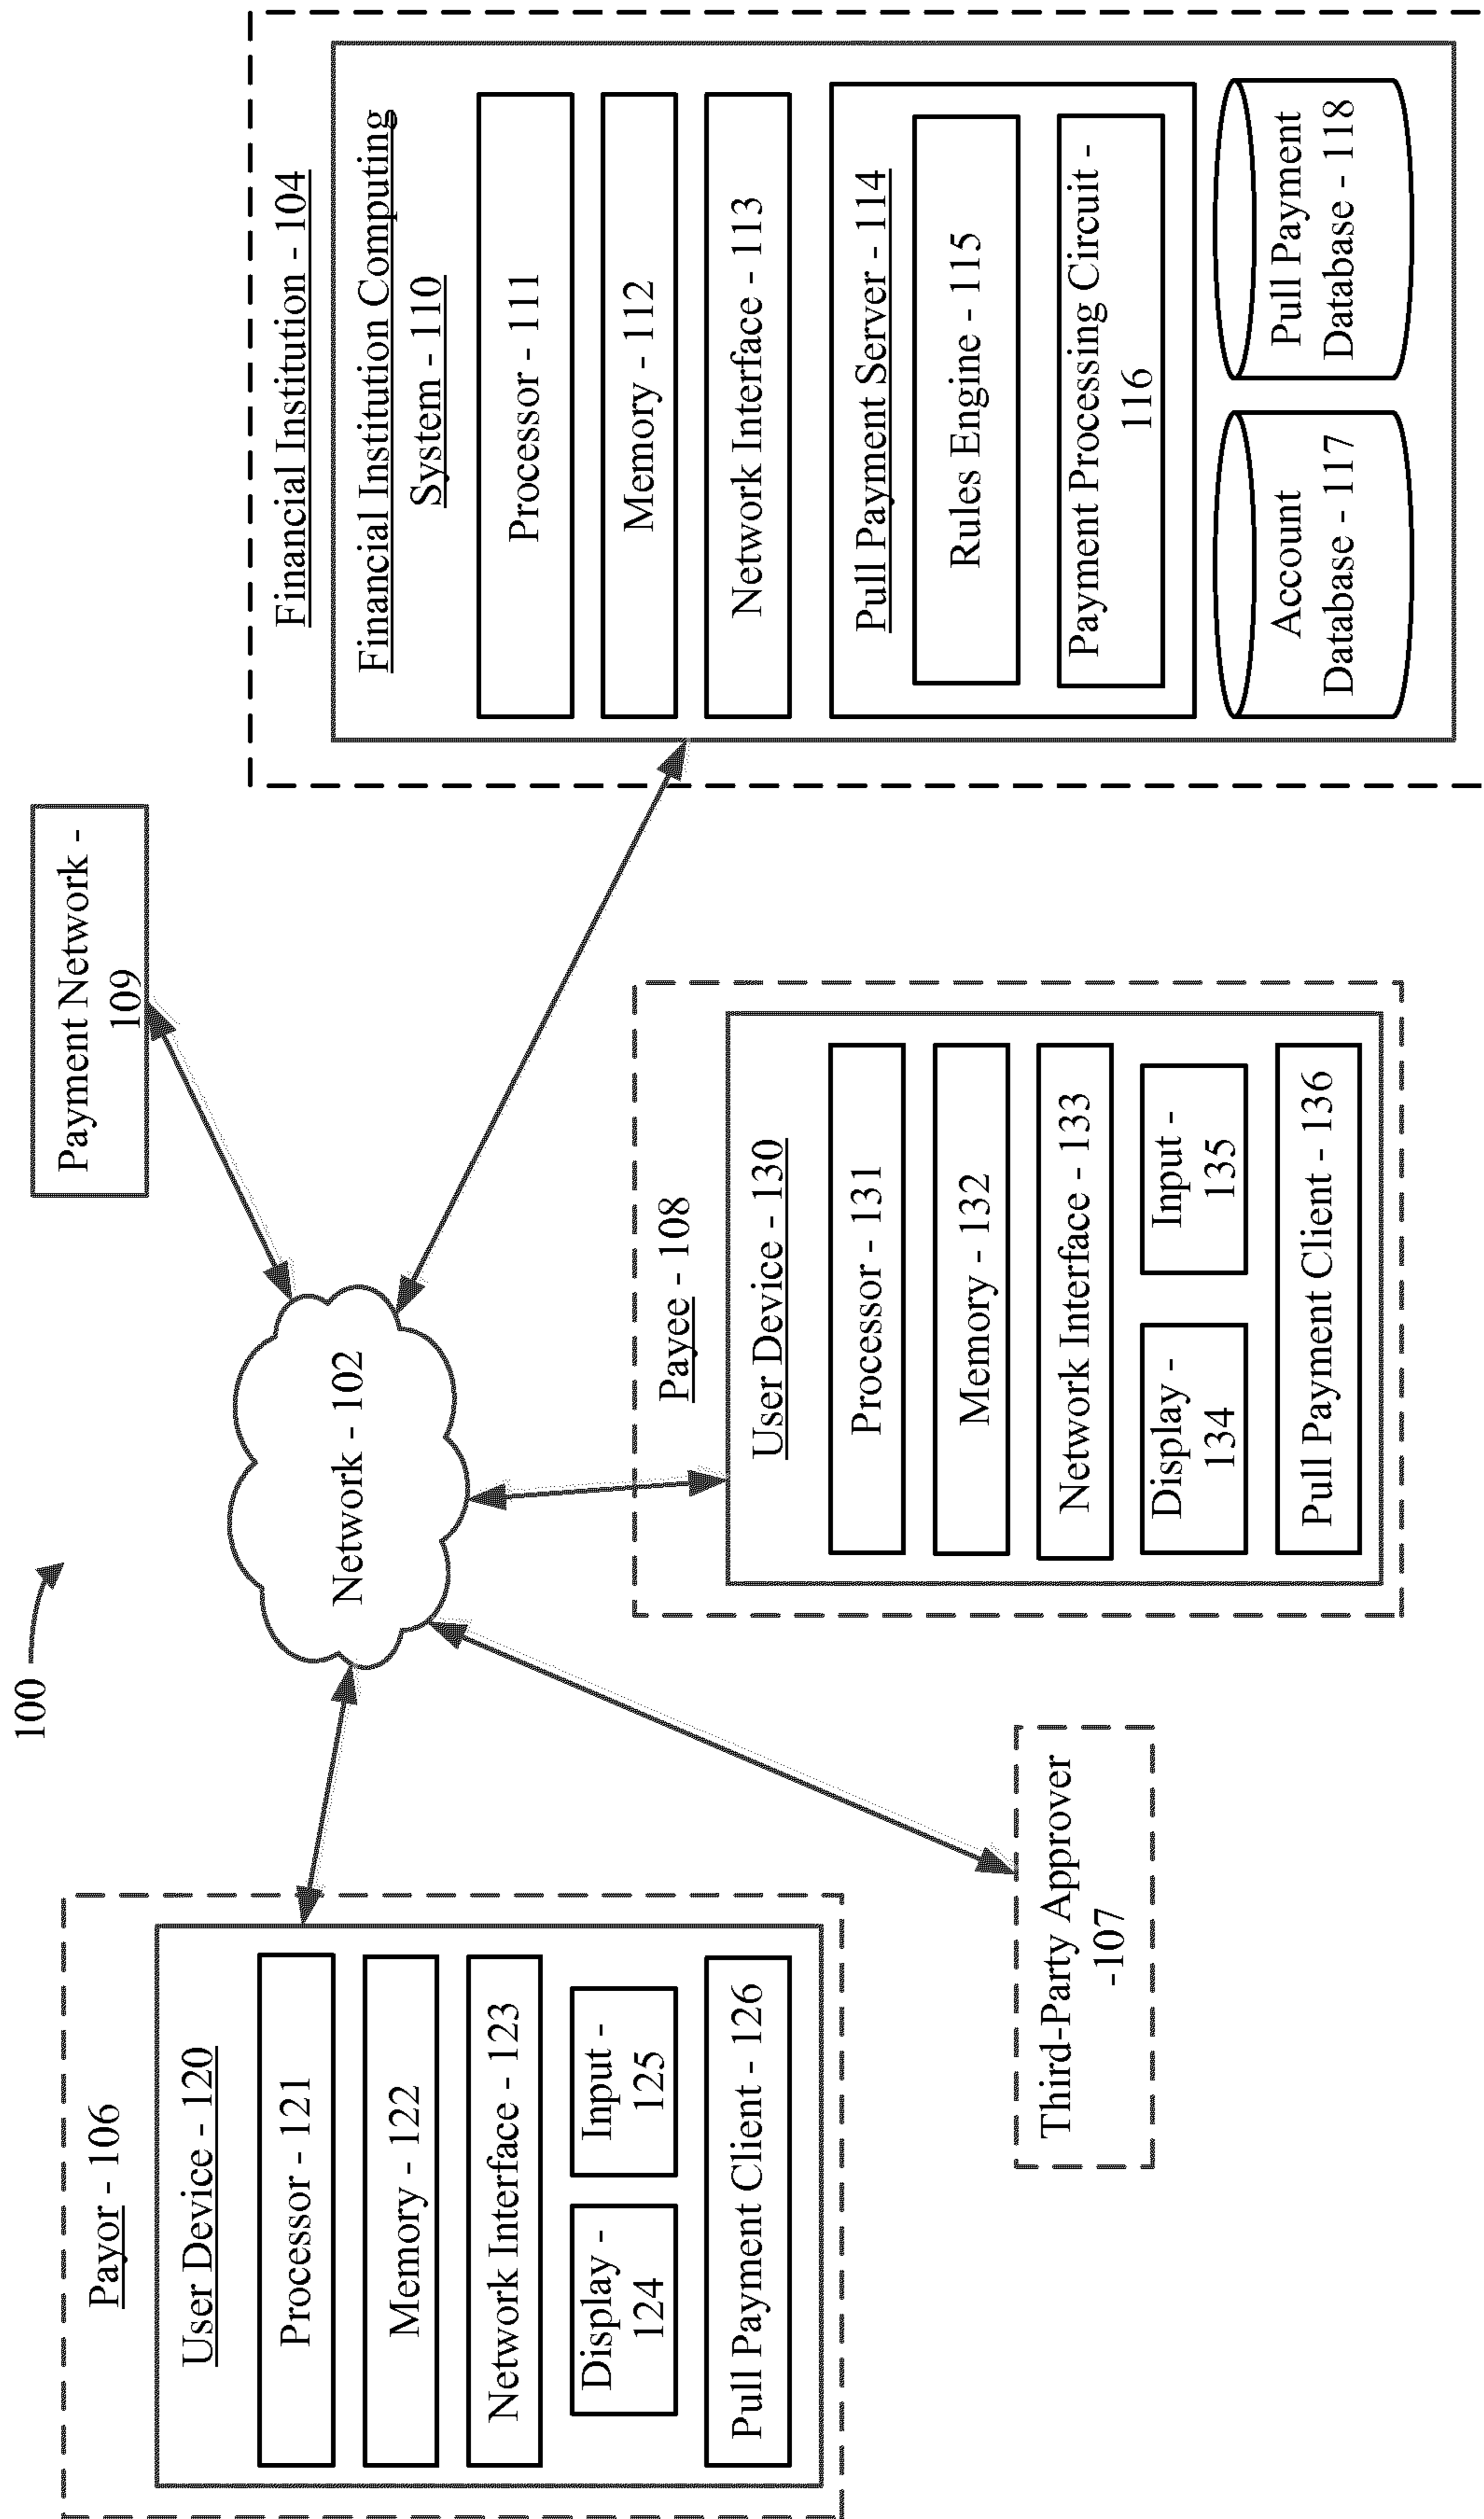 100
Payment Network -
109
Network - 102
Payor - 106
User Device - 120
Processor - 121
Memory - 122
Network Interface - 123
Display -
124
Input -
125
Pull Payment Client - 126
Third-Party Approver
-107
Payee - 108
User Device - 130
Processor - 131
Memory - 132
Network Interface - 133
Display -
134
Input -
135
Pull Payment Client - 136
Financial Institution - 104
Financial Institution Computing
System - 110
Processor - 111
Memory - 112
Network Interface - 113
Pull Payment Server - 114
Rules Engine - 115
Payment Processing Circuit -
116
Account
Database - 117
Pull Payment
Database - 118